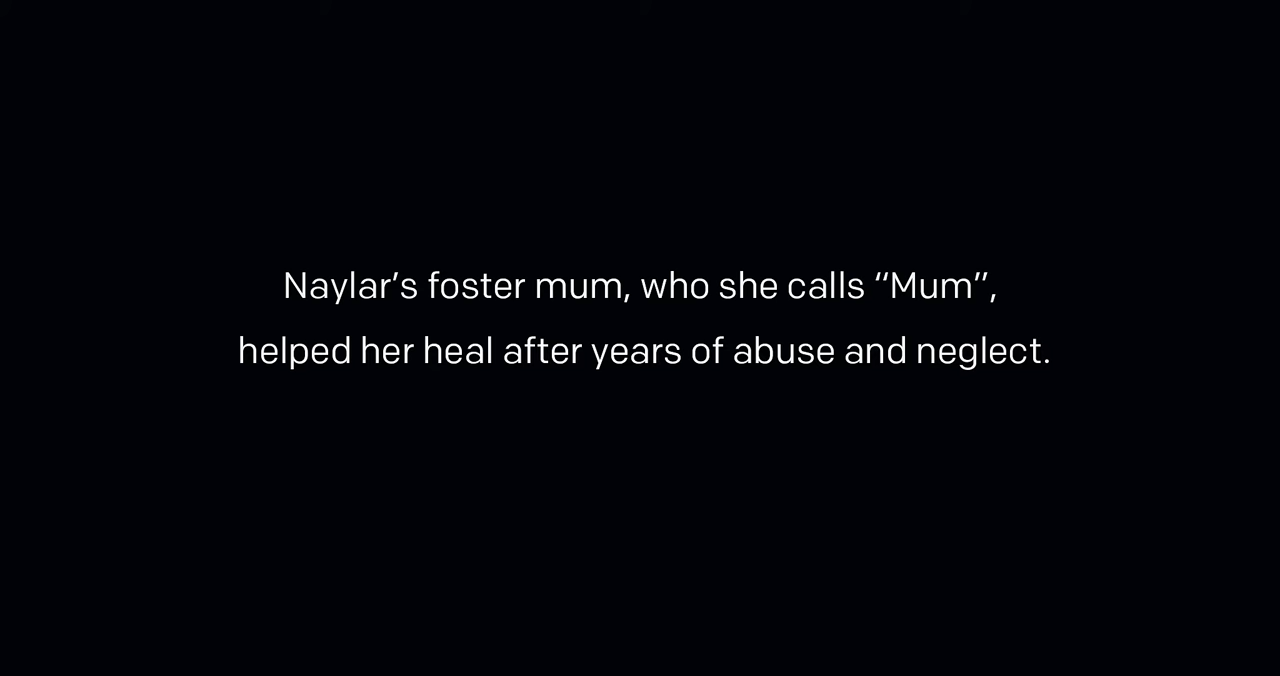 Naylar’s foster mum, who she calls “Mum”,
helped her heal after years of abuse and neglect.